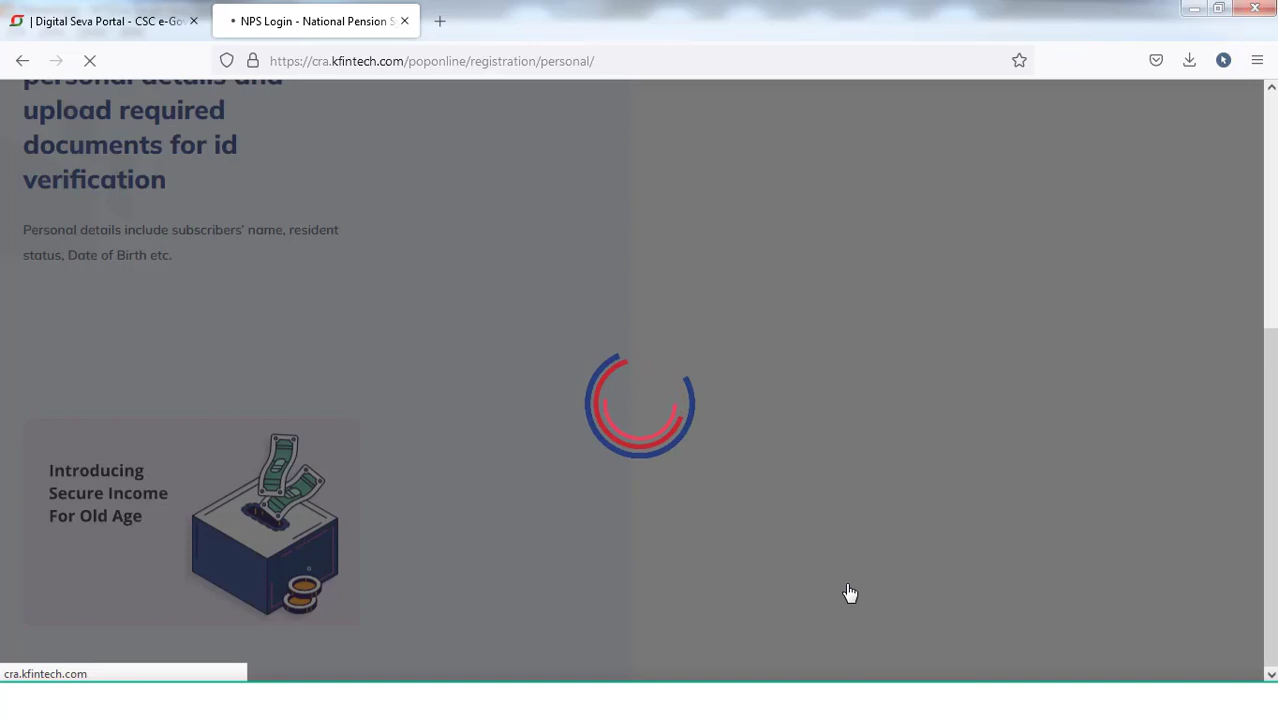 | Digital Seva Portal - CSC e-Gov
NPS Login - National Pension S
https://cra.kfintech.com/poponline/registration/personal/
personal details and
upload required
documents for id
verification
Personal details include subscribers' name, resident
status, Date of Birth etc.
Introducing
Secure Income
For Old Age
cra.kfintech.com